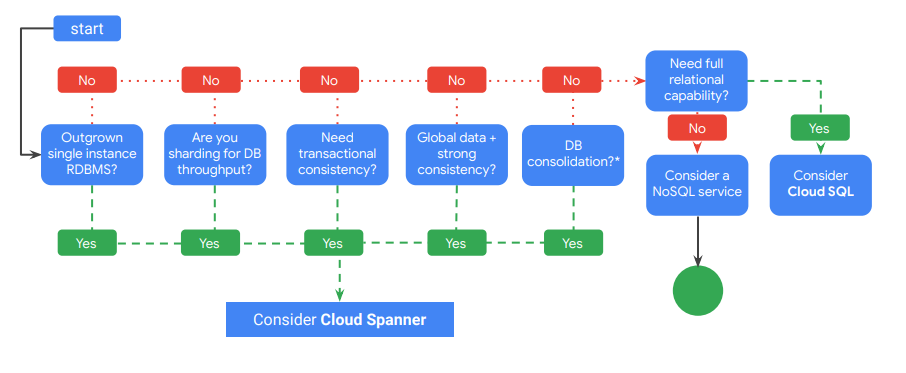 start
No
No
No
No
No
Need full
relational
capability?
Outgrown
single instance
RDBMS?
Are you
sharding for DB
throughput?
Need
transactional
consistency?
Global data +
strong
consistency?
DB
consolidation?*
No
Yes
Consider a
NoSQL service
Consider
Cloud SQL
Yes
Yes
Yes
Yes
Yes
Consider Cloud Spanner